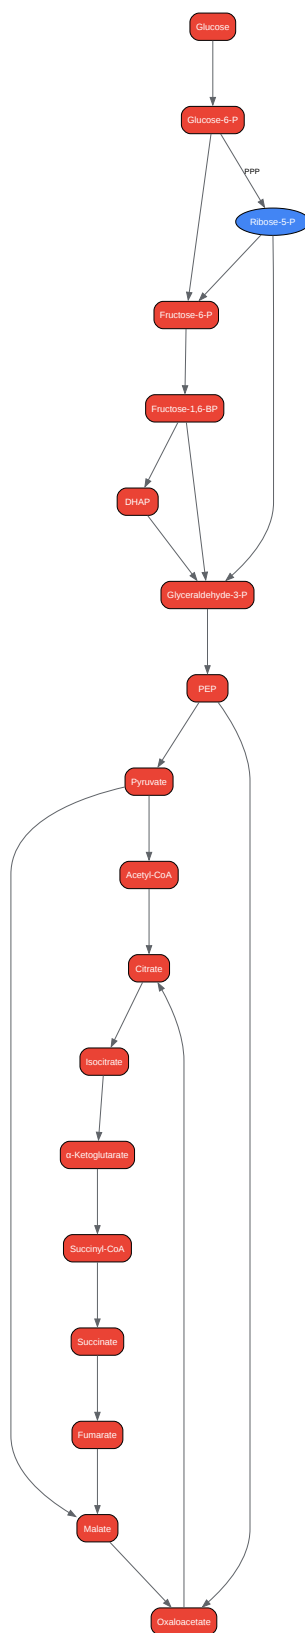 Glucose
Glucose-6-P
PPP
Ribose-5-P
Fructose-6-P
Fructose-1,6-BP
DHAP
Glyceraldehyde-3-P
PEP
Pyruvate
Acetyl-CoA
Citrate
Isocitrate
α-Ketoglutarate
Succinyl-CoA
Succinate
Fumarate
Malate
Oxaloacetate